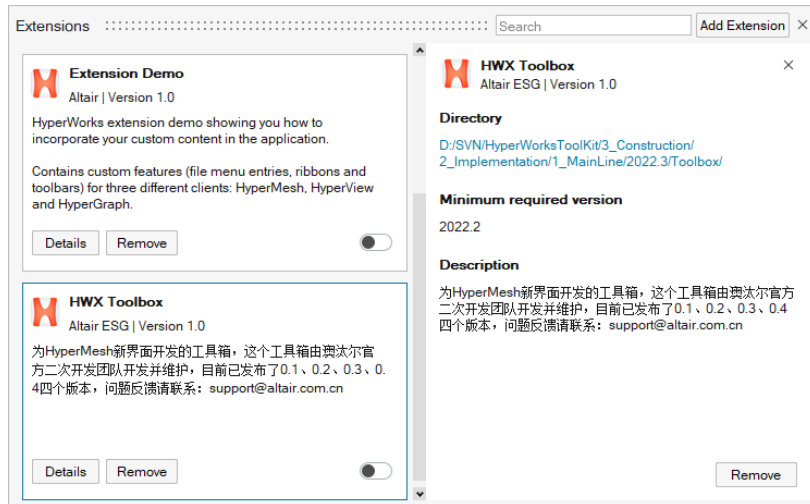 Extensions
Search
Add Extension
Extension Demo
Altair | Version 1.0
HyperWorks extension demo showing you how to
incorporate your custom content in the application.
Contains custom features (file menu entries, ribbons and
toolbars) for three different clients: HyperMesh, HyperView
and HyperGraph.
Details
Remove
HWX Toolbox
Altair ESG | Version 1.0
为HyperMesh新界面开发的工具箱，这个工具箱由澳汰尔官
方二次开发团队开发并维护，目前已发布了0.1、0.2、0.3、0.
4四个版本，问题反馈请联系：support@altair.com.cn
Details
Remove
HWX Toolbox
Altair ESG | Version 1.0
Directory
D:/SVN/HyperWorksToolKit/3_Construction/
2_Implementation/1_MainLine/2022.3/Toolbox/
Minimum required version
2022.2
Description
为HyperMesh新界面开发的工具箱，这个工具箱由澳汰尔官方
二次开发团队开发并维护，目前已发布了0.1、0.2、0.3、0.4
四个版本，问题反馈请联系：support@altair.com.cn
Remove